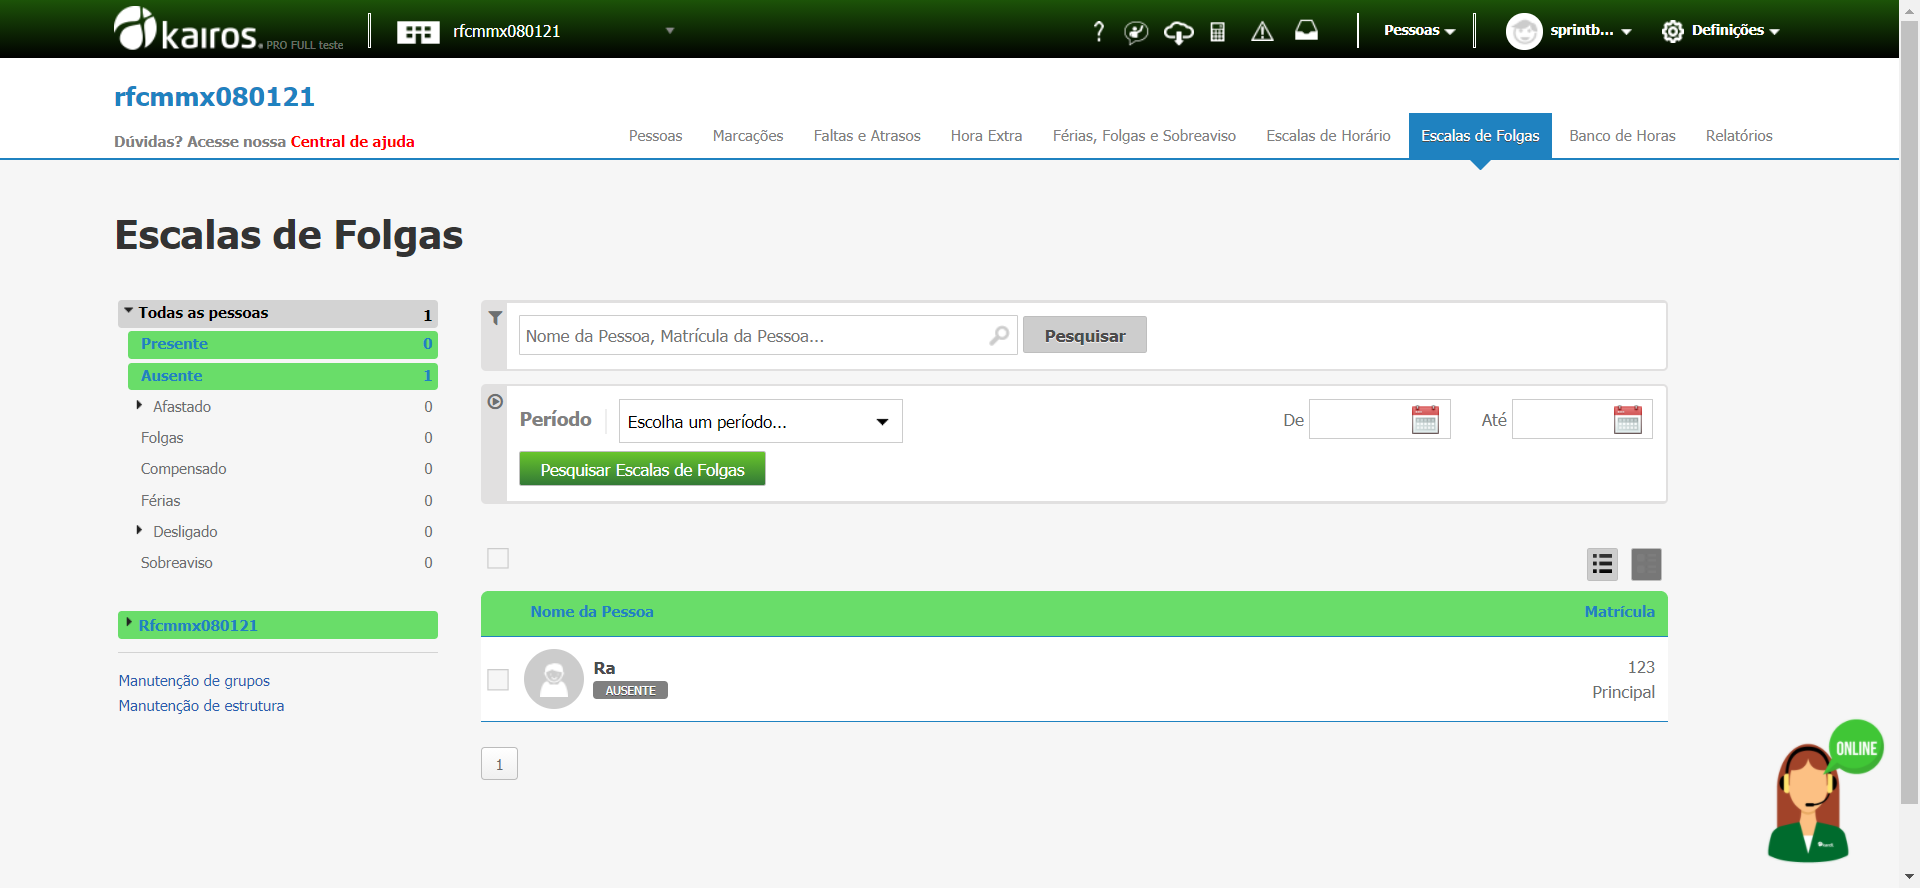 kairos. PRO FULL teste
rfcmmx080121
?
Pessoas
sprintb...
Definições
rfcmmx080121
Dúvidas? Acesse nossa Central de ajuda
Pessoas
Marcações
Faltas e Atrasos
Hora Extra
Férias, Folgas e Sobreaviso
Escalas de Horário
Escalas de Folgas
Banco de Horas
Relatórios
Escalas de Folgas
Todas as pessoas 1
Presente 0
Ausente 1
Afastado 0
Folgas 0
Compensado 0
Férias 0
Desligado 0
Sobreaviso 0
Rfcmmx080121
Manutenção de grupos
Manutenção de estrutura
Nome da Pessoa, Matrícula da Pessoa...
Pesquisar
Período
Escolha um período...
De
Até
Pesquisar Escalas de Folgas
Nome da Pessoa
Matrícula
Ra
AUSENTE
123
Principal
1
ONLINE